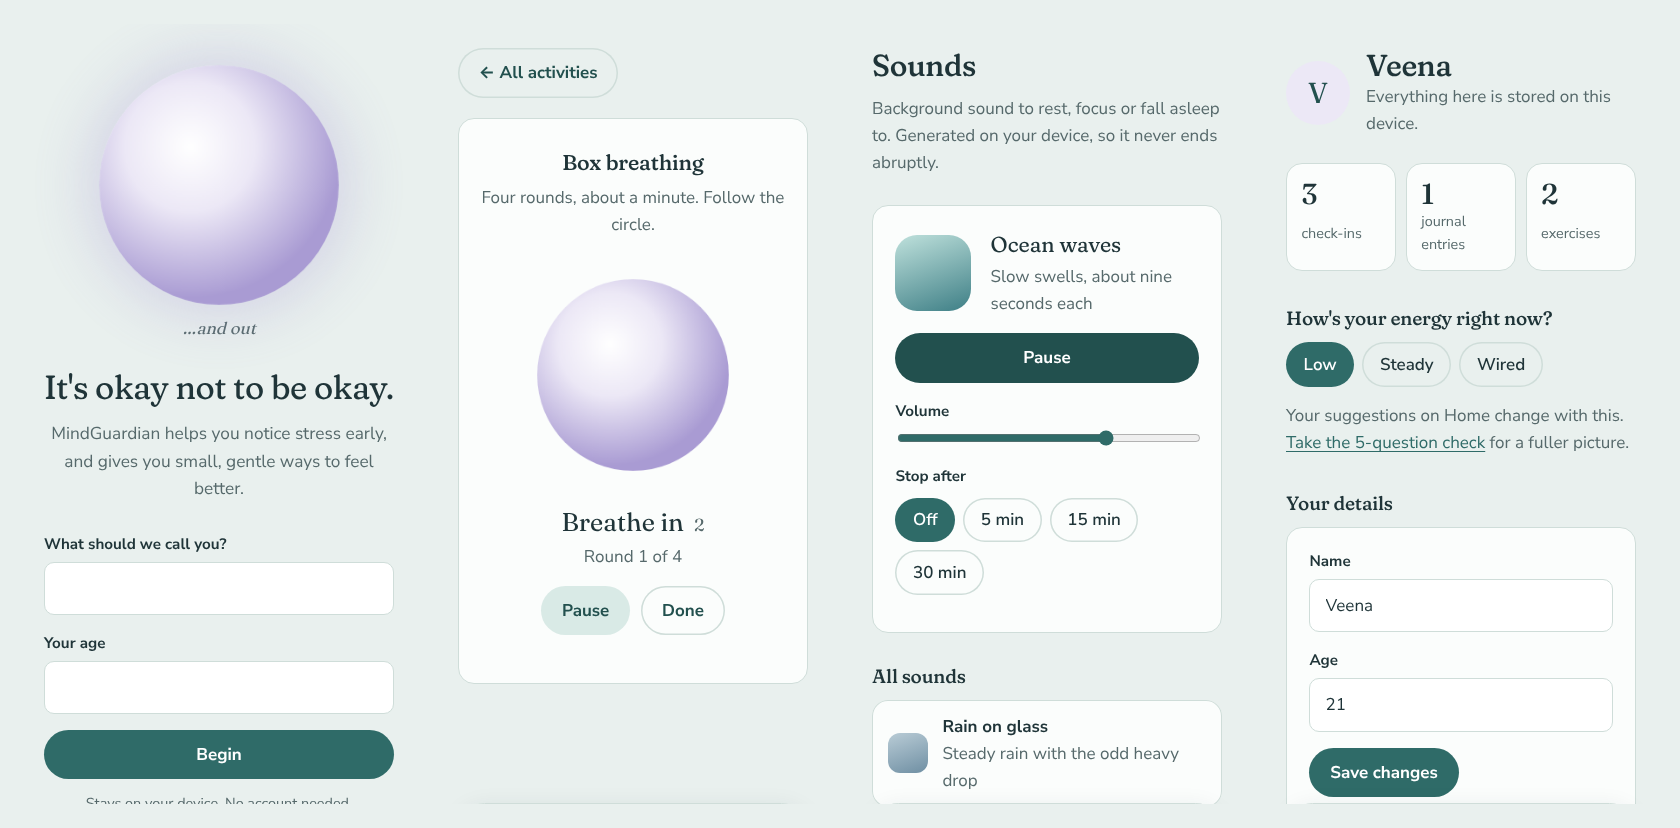 ...and out
It's okay not to be okay.
MindGuardian helps you notice stress early,
and gives you small, gentle ways to feel
better.
What should we call you?
Your age
Begin
Stays on your device. No account needed.
← All activities
Box breathing
Four rounds, about a minute. Follow the
circle.
Breathe in 2
Round 1 of 4
Pause
Done
Sounds
Background sound to rest, focus or fall asleep
to. Generated on your device, so it never ends
abruptly.
Ocean waves
Slow swells, about nine
seconds each
Pause
Volume
Stop after
Off
5 min
15 min
30 min
All sounds
Rain on glass
Steady rain with the odd heavy
drop
V
Veena
Everything here is stored on this
device.
3
check-ins
1
journal
entries
2
exercises
How's your energy right now?
Low
Steady
Wired
Your suggestions on Home change with this.
Take the 5-question check for a fuller picture.
Your details
Name
Veena
Age
21
Save changes